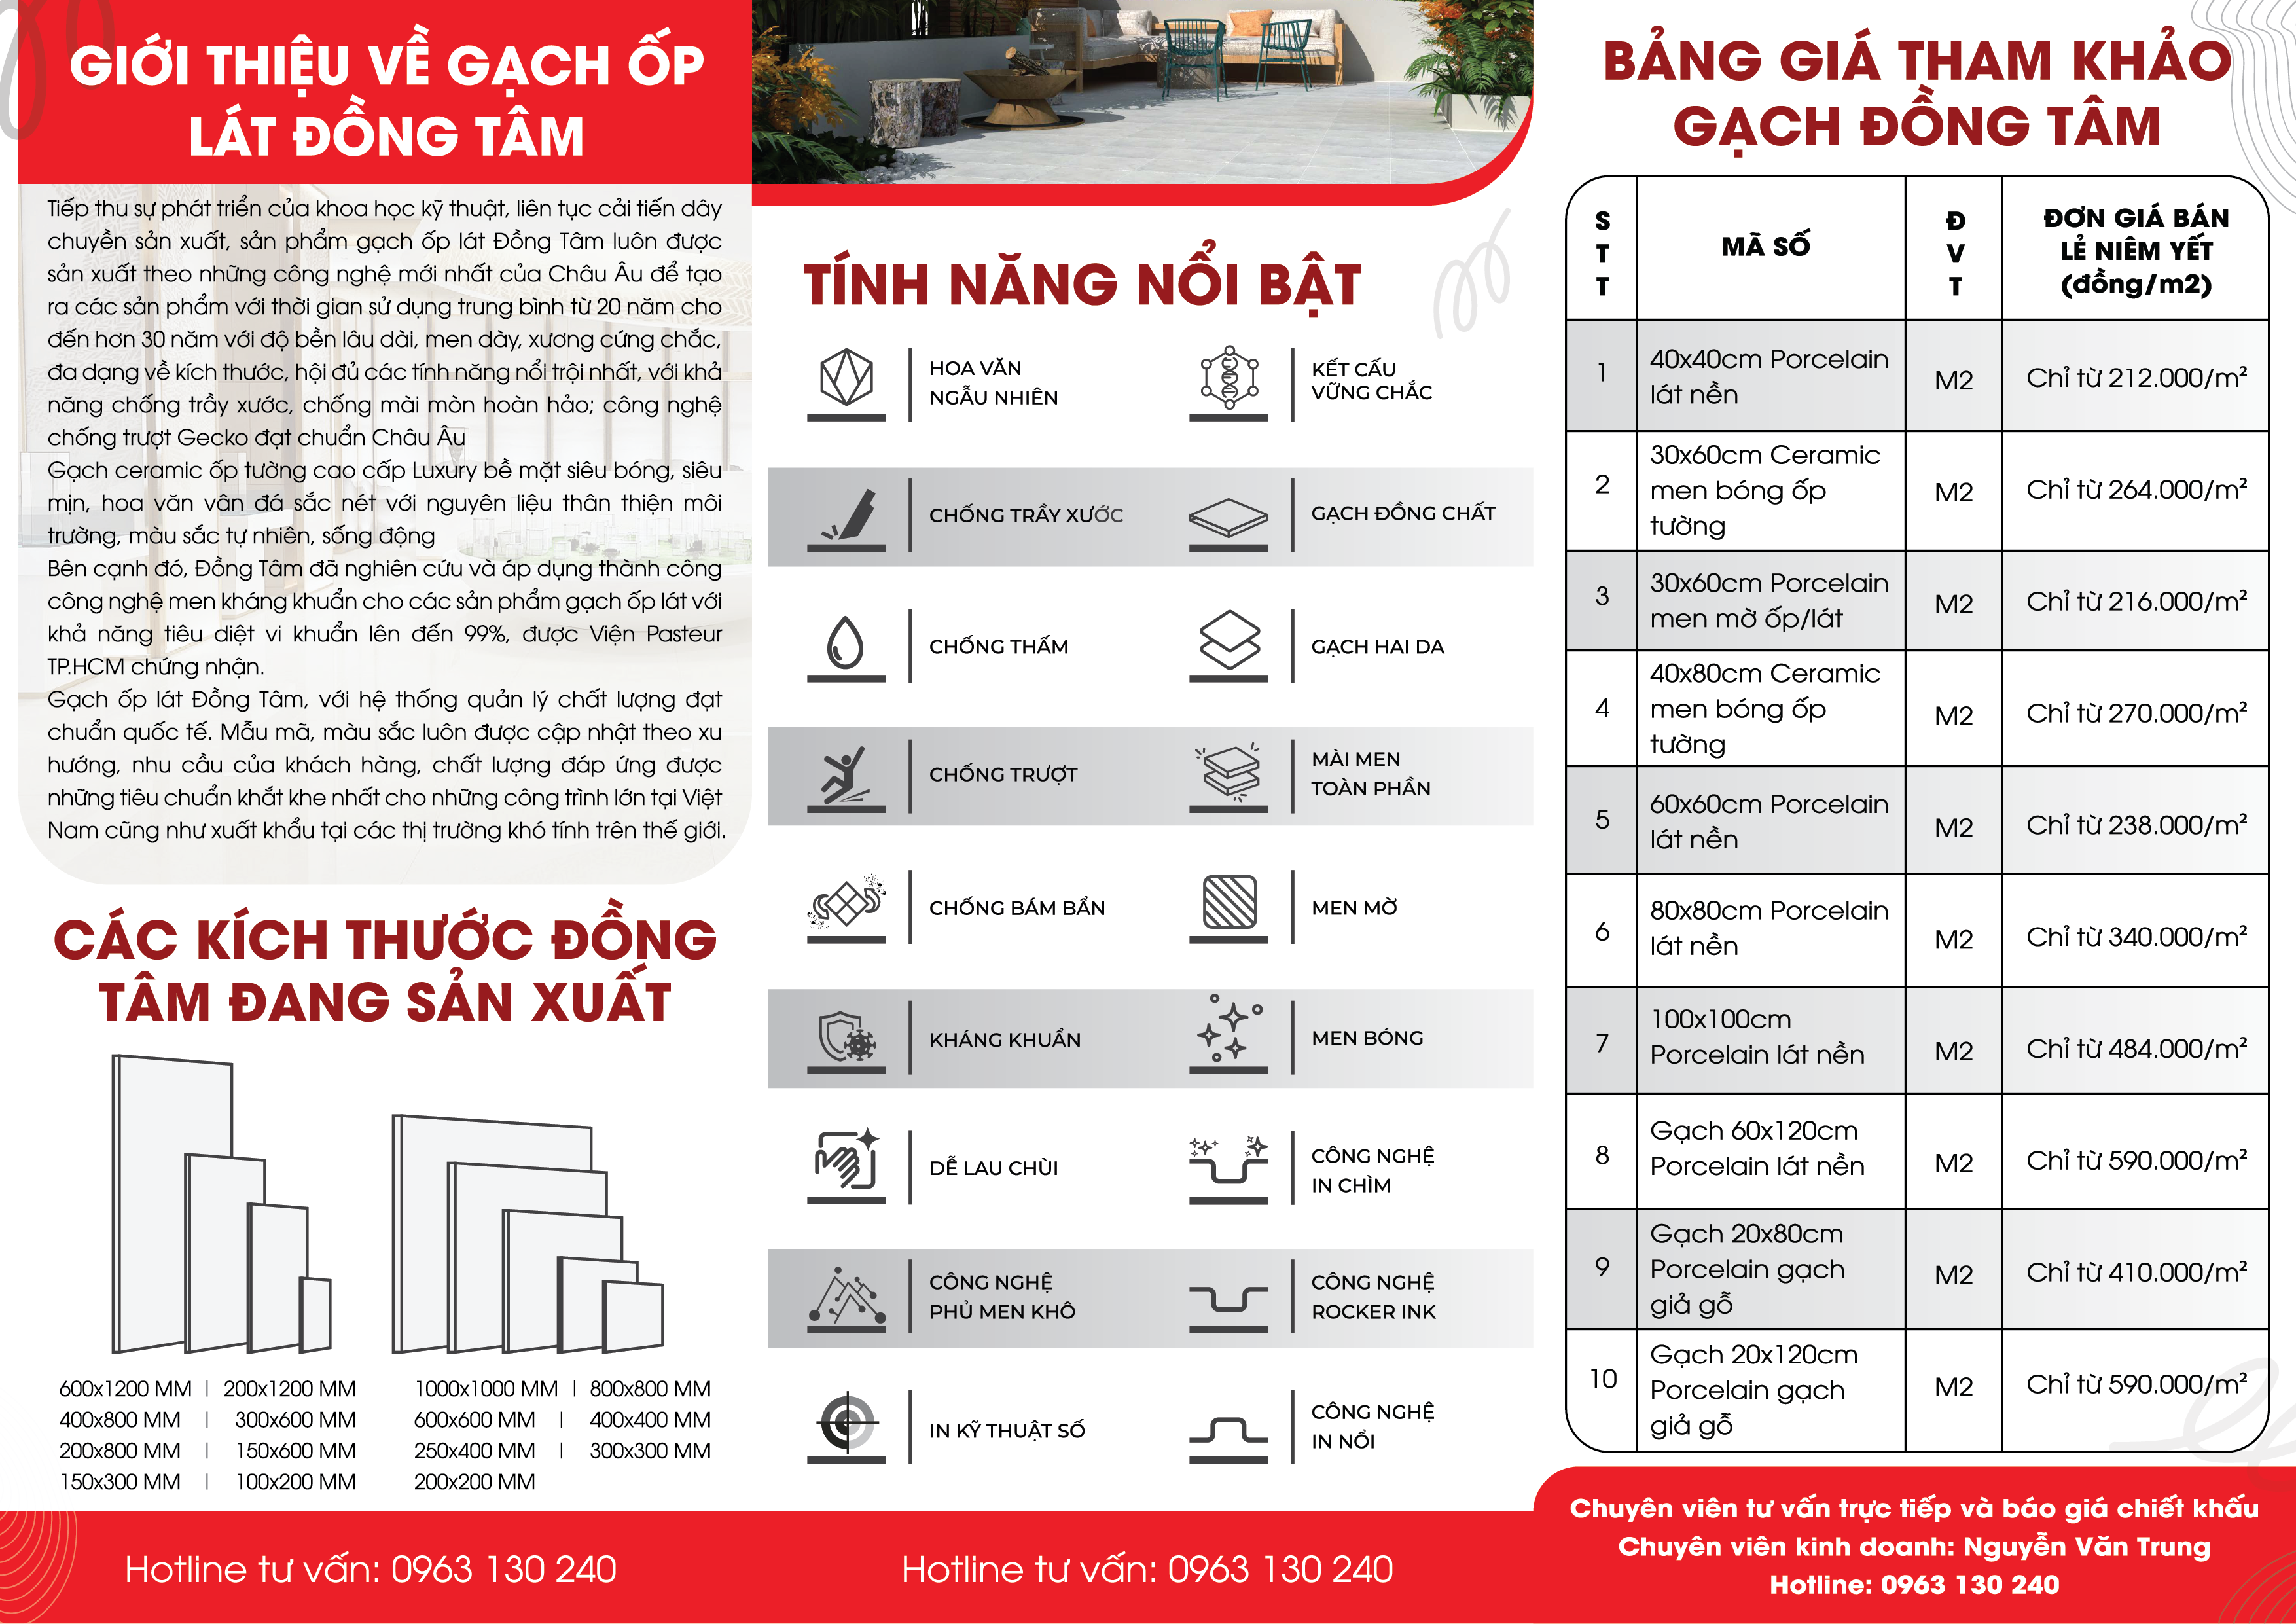 GIỚI THIỆU VỀ GẠCH ỐP
LÁT ĐỒNG TÂM
Tiếp thu sự phát triển của khoa học kỹ thuật, liên tục cải tiến dây
chuyền sản xuất, sản phẩm gạch ốp lát Đồng Tâm luôn được
sản xuất theo những công nghệ mới nhất của Châu Âu để tạo
ra các sản phẩm với thời gian sử dụng trung bình từ 20 năm cho
đến hơn 30 năm với độ bền lâu dài, men dày, xương cứng chắc,
đa dạng về kích thước, hội đủ các tính năng nổi trội nhất, với khả
năng chống trầy xước, chống mài mòn hoàn hảo; công nghệ
chống trượt Gecko đạt chuẩn Châu Âu
Gạch ceramic ốp tường cao cấp Luxury bề mặt siêu bóng, siêu
mịn, hoa văn vân đá sắc nét với nguyên liệu thân thiện môi
trường, màu sắc tự nhiên, sống động
Bên cạnh đó, Đồng Tâm đã nghiên cứu và áp dụng thành công
công nghệ men kháng khuẩn cho các sản phẩm gạch ốp lát với
khả năng tiêu diệt vi khuẩn lên đến 99%, được Viện Pasteur
TP.HCM chứng nhận.
Gạch ốp lát Đồng Tâm, với hệ thống quản lý chất lượng đạt
chuẩn quốc tế. Mẫu mã, màu sắc luôn được cập nhật theo xu
hướng, nhu cầu của khách hàng, chất lượng đáp ứng được
những tiêu chuẩn khắt khe nhất cho những công trình lớn tại Việt
Nam cũng như xuất khẩu tại các thị trường khó tính trên thế giới.
CÁC KÍCH THƯỚC ĐỒNG
TÂM ĐANG SẢN XUẤT
600x1200 MM | 200x1200 MM
400x800 MM | 300x600 MM
200x800 MM | 150x600 MM
150x300 MM | 100x200 MM
1000x1000 MM | 800x800 MM
600x600 MM | 400x400 MM
250x400 MM | 300x300 MM
200x200 MM
Hotline tư vấn: 0963 130 240
TÍNH NĂNG NỔI BẬT
HOA VĂN
NGẪU NHIÊN
KẾT CẤU
VỮNG CHẮC
CHỐNG TRẦY XƯỚC
GẠCH ĐỒNG CHẤT
CHỐNG THẤM
GẠCH HAI DA
CHỐNG TRƯỢT
MÀI MEN
TOÀN PHẦN
CHỐNG BÁM BẨN
MEN MỜ
KHÁNG KHUẨN
MEN BÓNG
DỄ LAU CHÙI
CÔNG NGHỆ
IN CHÌM
CÔNG NGHỆ
PHỦ MEN KHÔ
CÔNG NGHỆ
ROCKER INK
IN KỸ THUẬT SỐ
CÔNG NGHỆ
IN NỔI
Hotline tư vấn: 0963 130 240
BẢNG GIÁ THAM KHẢO
GẠCH ĐỒNG TÂM
S
T
T
MÃ SỐ
Đ
V
T
ĐƠN GIÁ BÁN
LẺ NIÊM YẾT
(đồng/m2)
1
40x40cm Porcelain
lát nền
M2
Chỉ từ 212.000/m²
2
30x60cm Ceramic
men bóng ốp
tường
M2
Chỉ từ 264.000/m²
3
30x60cm Porcelain
men mờ ốp/lát
M2
Chỉ từ 216.000/m²
4
40x80cm Ceramic
men bóng ốp
tường
M2
Chỉ từ 270.000/m²
5
60x60cm Porcelain
lát nền
M2
Chỉ từ 238.000/m²
6
80x80cm Porcelain
lát nền
M2
Chỉ từ 340.000/m²
7
100x100cm
Porcelain lát nền
M2
Chỉ từ 484.000/m²
8
Gạch 60x120cm
Porcelain lát nền
M2
Chỉ từ 590.000/m²
9
Gạch 20x80cm
Porcelain gạch
giả gỗ
M2
Chỉ từ 410.000/m²
10
Gạch 20x120cm
Porcelain gạch
giả gỗ
M2
Chỉ từ 590.000/m²
Chuyên viên tư vấn trực tiếp và báo giá chiết khấu
Chuyên viên kinh doanh: Nguyễn Văn Trung
Hotline: 0963 130 240